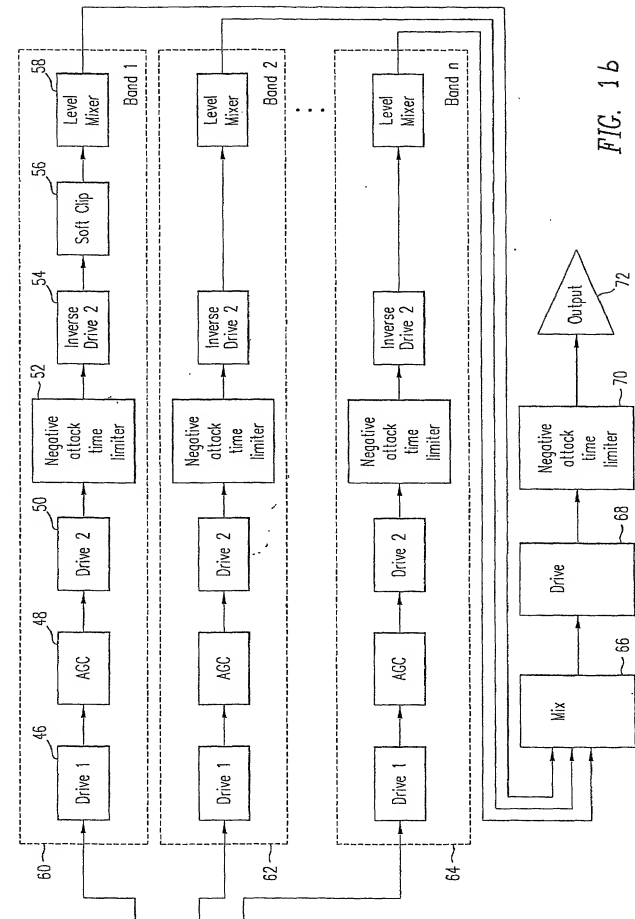 60
46
Drive 1
48
AGC
50
Drive 2
52
Negative
attack
time
limiter
54
Inverse
Drive 2
56
Soft Clip
58
Level
Mixer
Band 1
62
Drive 1
AGC
Drive 2
Negative
attack
time
limiter
Inverse
Drive 2
Level
Mixer
Band 2
64
Drive 1
AGC
Drive 2
Negative
attack
time
limiter
Inverse
Drive 2
Level
Mixer
Band n
66
Mix
68
Drive
70
Negative
attack
time
limiter
72
Output
FIG. 1b